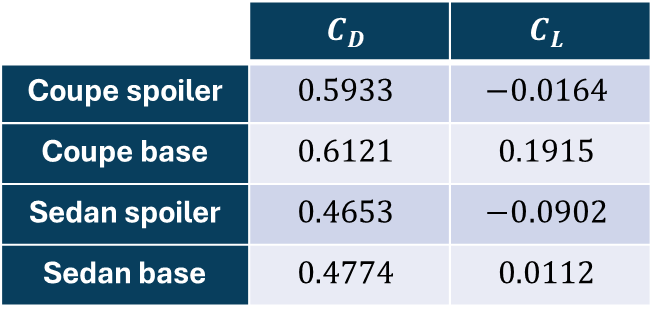 C_D C_L
Coupe spoiler 0.5933 −0.0164
Coupe base 0.6121 0.1915
Sedan spoiler 0.4653 −0.0902
Sedan base 0.4774 0.0112